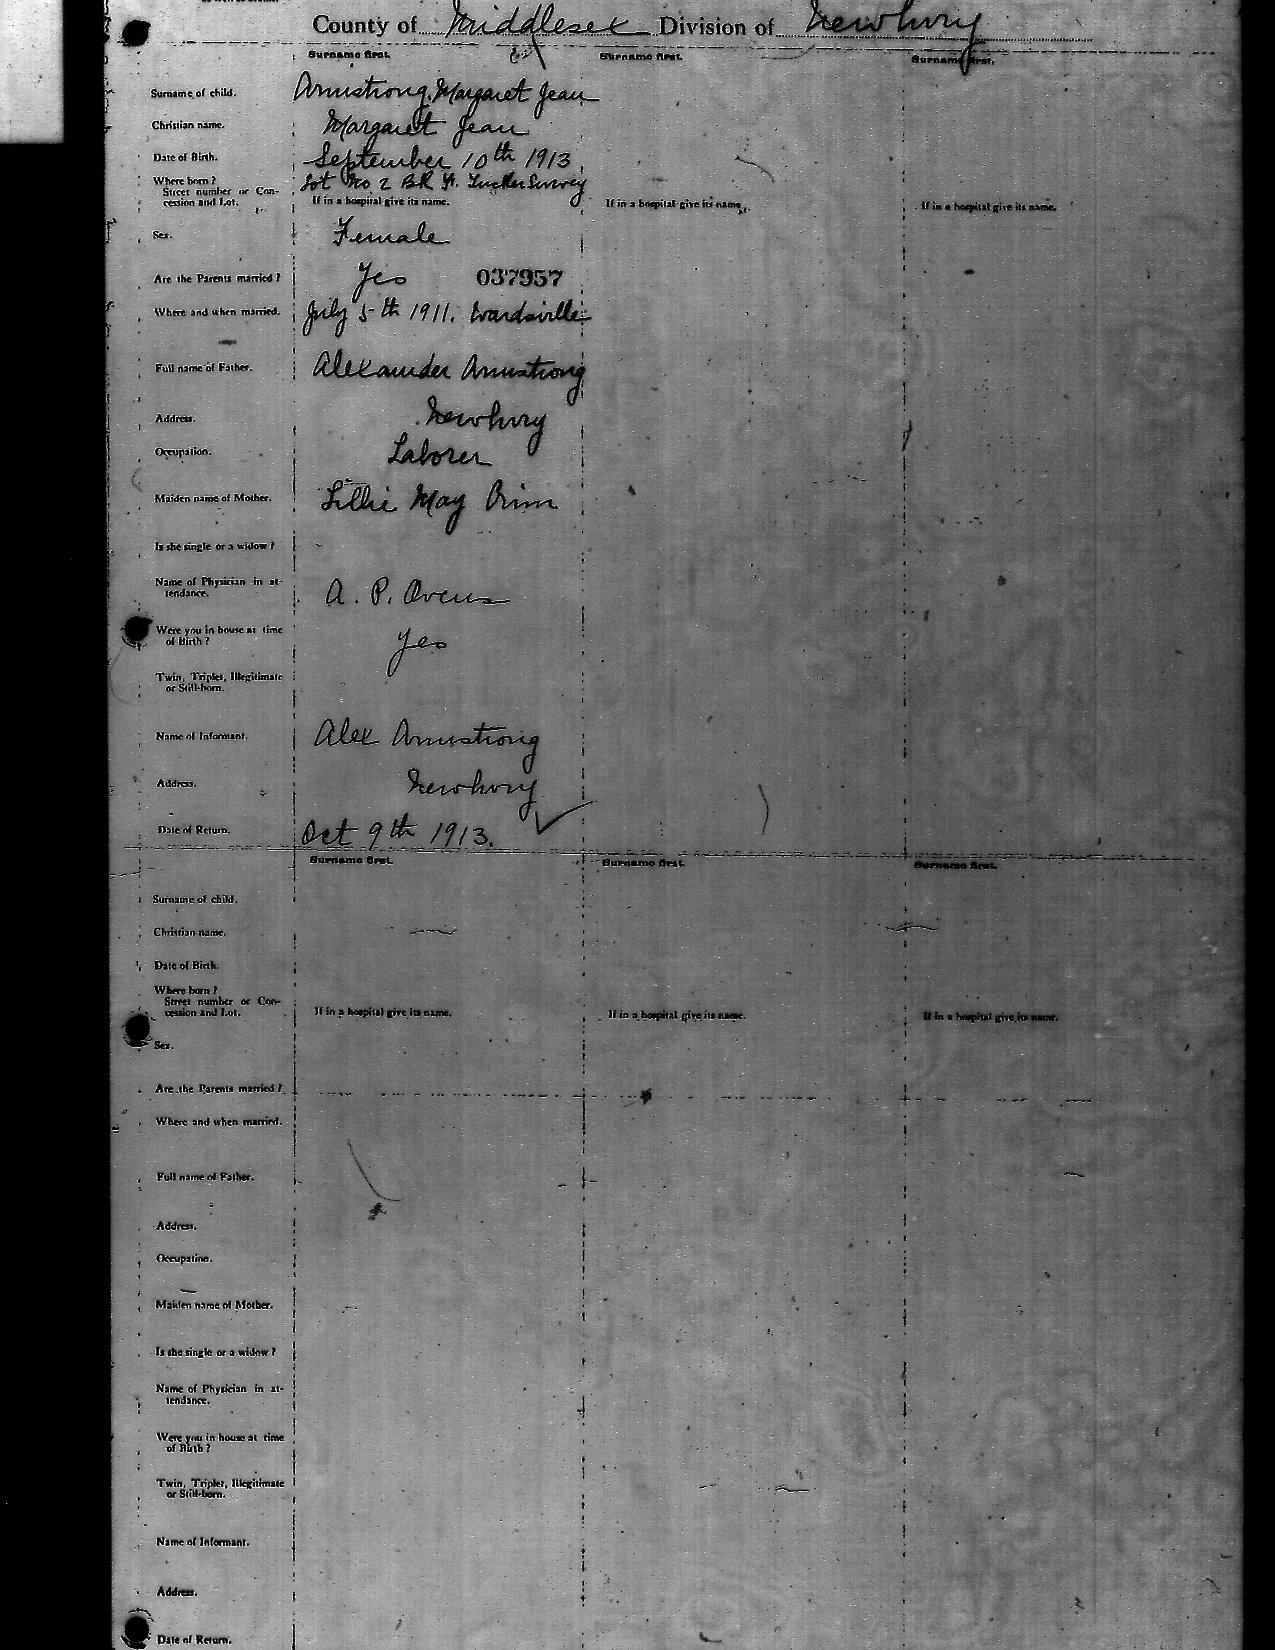 County of Middlesex Division of Newbury
Surname first. Surname first. Surname first.
Surname of child. Armstrong, Margaret Jean
Christian name. Margaret Jean
Date of Birth. September 10th 1913
Where born? Lot No 2 BR Tucker Survey
Street number or Con-
cession and Lot. If in a hospital give its name. If in a hospital give its name. If in a hospital give its name.
Sex. Female
Are the Parents married? Yes 037957
Where and when married. July 5th 1911. Wardsville
Full name of Father. Alexander Armstrong
Address. Newbury
Occupation. Laborer
Maiden name of Mother. Lillie May Prim
Is she single or a widow?
Name of Physician in at- A. P. Owens
tendance.
Were you in house at time Yes
of Birth?
Twin, Triplet, Illegitimate
or Still-born.
Name of Informant. Alex Armstrong
Address. Newbury
Date of Return. Oct 9th 1913.
Surname first. Surname first. Surname first.
Surname of child.
Christian name.
Date of Birth.
Where born?
Street number or Con-
cession and Lot. If in a hospital give its name. If in a hospital give its name. If in a hospital give its name.
Sex.
Are the Parents married?
Where and when married.
Full name of Father.
Address.
Occupation.
Maiden name of Mother.
Is she single or a widow?
Name of Physician in at-
tendance.
Were you in house at time
of Birth?
Twin, Triplet, Illegitimate
or Still-born.
Name of Informant.
Address.
Date of Return.